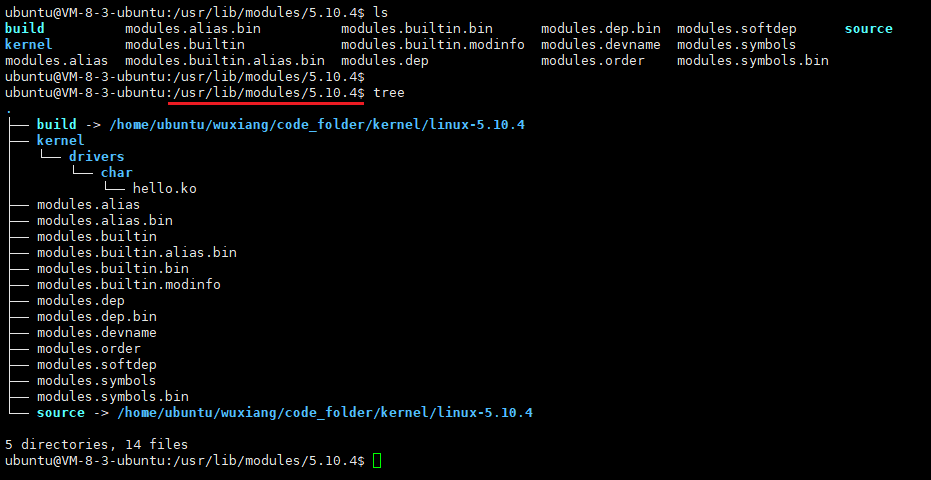 ubuntu@VM-8-3-ubuntu:/usr/lib/modules/5.10.4$ ls
build          modules.alias.bin          modules.builtin.bin      modules.dep.bin  modules.softdep      source
kernel         modules.builtin            modules.builtin.modinfo  modules.devname  modules.symbols
modules.alias  modules.builtin.alias.bin  modules.dep              modules.order    modules.symbols.bin
ubuntu@VM-8-3-ubuntu:/usr/lib/modules/5.10.4$
ubuntu@VM-8-3-ubuntu:/usr/lib/modules/5.10.4$ tree
.
├── build -> /home/ubuntu/wuxiang/code_folder/kernel/linux-5.10.4
├── kernel
│   └── drivers
│       └── char
│           └── hello.ko
├── modules.alias
├── modules.alias.bin
├── modules.builtin
├── modules.builtin.alias.bin
├── modules.builtin.bin
├── modules.builtin.modinfo
├── modules.dep
├── modules.dep.bin
├── modules.devname
├── modules.order
├── modules.softdep
├── modules.symbols
├── modules.symbols.bin
└── source -> /home/ubuntu/wuxiang/code_folder/kernel/linux-5.10.4

5 directories, 14 files
ubuntu@VM-8-3-ubuntu:/usr/lib/modules/5.10.4$